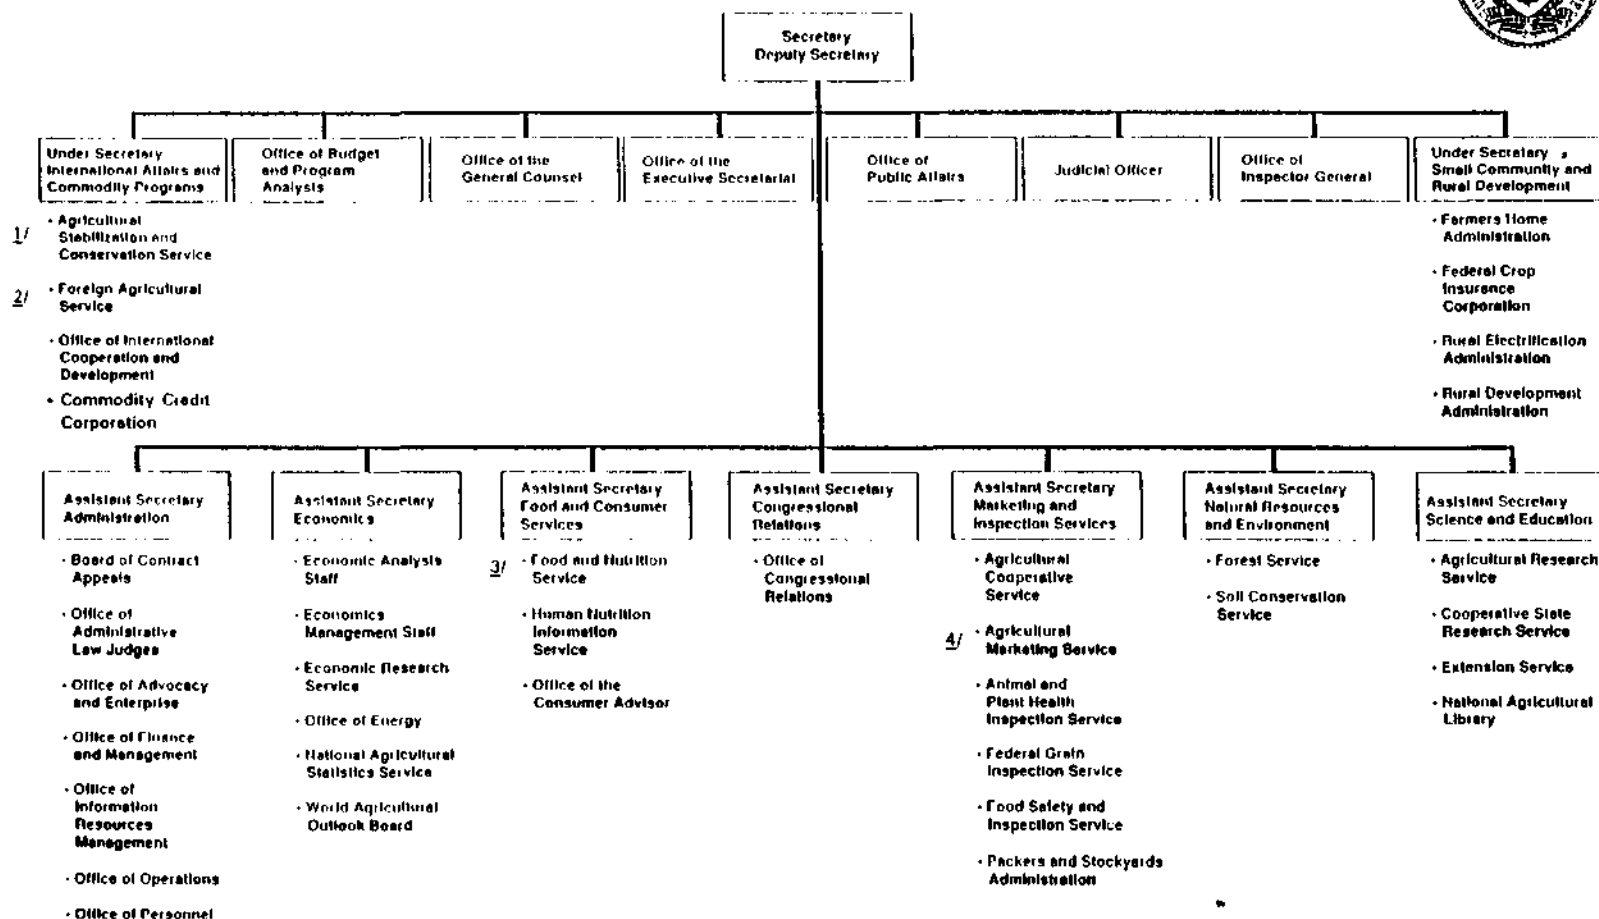 Secretary
Deputy Secretary
Under Secretary
International Affairs and
Commodity Programs
Office of Budget
and Program
Analysis
Office of the
General Counsel
Office of the
Executive Secretariat
Office of
Public Affairs
Judicial Officer
Office of
Inspector General
Under Secretary
Small Community and
Rural Development
1/
• Agricultural
Stabilization and
Conservation Service
2/
• Foreign Agricultural
Service
• Office of International
Cooperation and
Development
• Commodity Credit
Corporation
• Farmers Home
Administration
• Federal Crop
Insurance
Corporation
• Rural Electrification
Administration
• Rural Development
Administration
Assistant Secretary
Administration
Assistant Secretary
Economics
Assistant Secretary
Food and Consumer
Services
Assistant Secretary
Congressional
Relations
Assistant Secretary
Marketing and
Inspection Services
Assistant Secretary
Natural Resources
and Environment
Assistant Secretary
Science and Education
• Board of Contract
Appeals
• Office of
Administrative
Law Judges
• Office of Advocacy
and Enterprise
• Office of Finance
and Management
• Office of
Information
Resources
Management
• Office of Operations
• Office of Personnel
• Economic Analysis
Staff
• Economics
Management Staff
• Economic Research
Service
• Office of Energy
• National Agricultural
Statistics Service
• World Agricultural
Outlook Board
3/
• Food and Nutrition
Service
• Human Nutrition
Information
Service
• Office of the
Consumer Advisor
• Office of
Congressional
Relations
• Agricultural
Cooperative
Service
4/
• Agricultural
Marketing Service
• Animal and
Plant Health
Inspection Service
• Federal Grain
Inspection Service
• Food Safety and
Inspection Service
• Packers and Stockyards
Administration
• Forest Service
• Soil Conservation
Service
• Agricultural Research
Service
• Cooperative State
Research Service
• Extension Service
• National Agricultural
Library